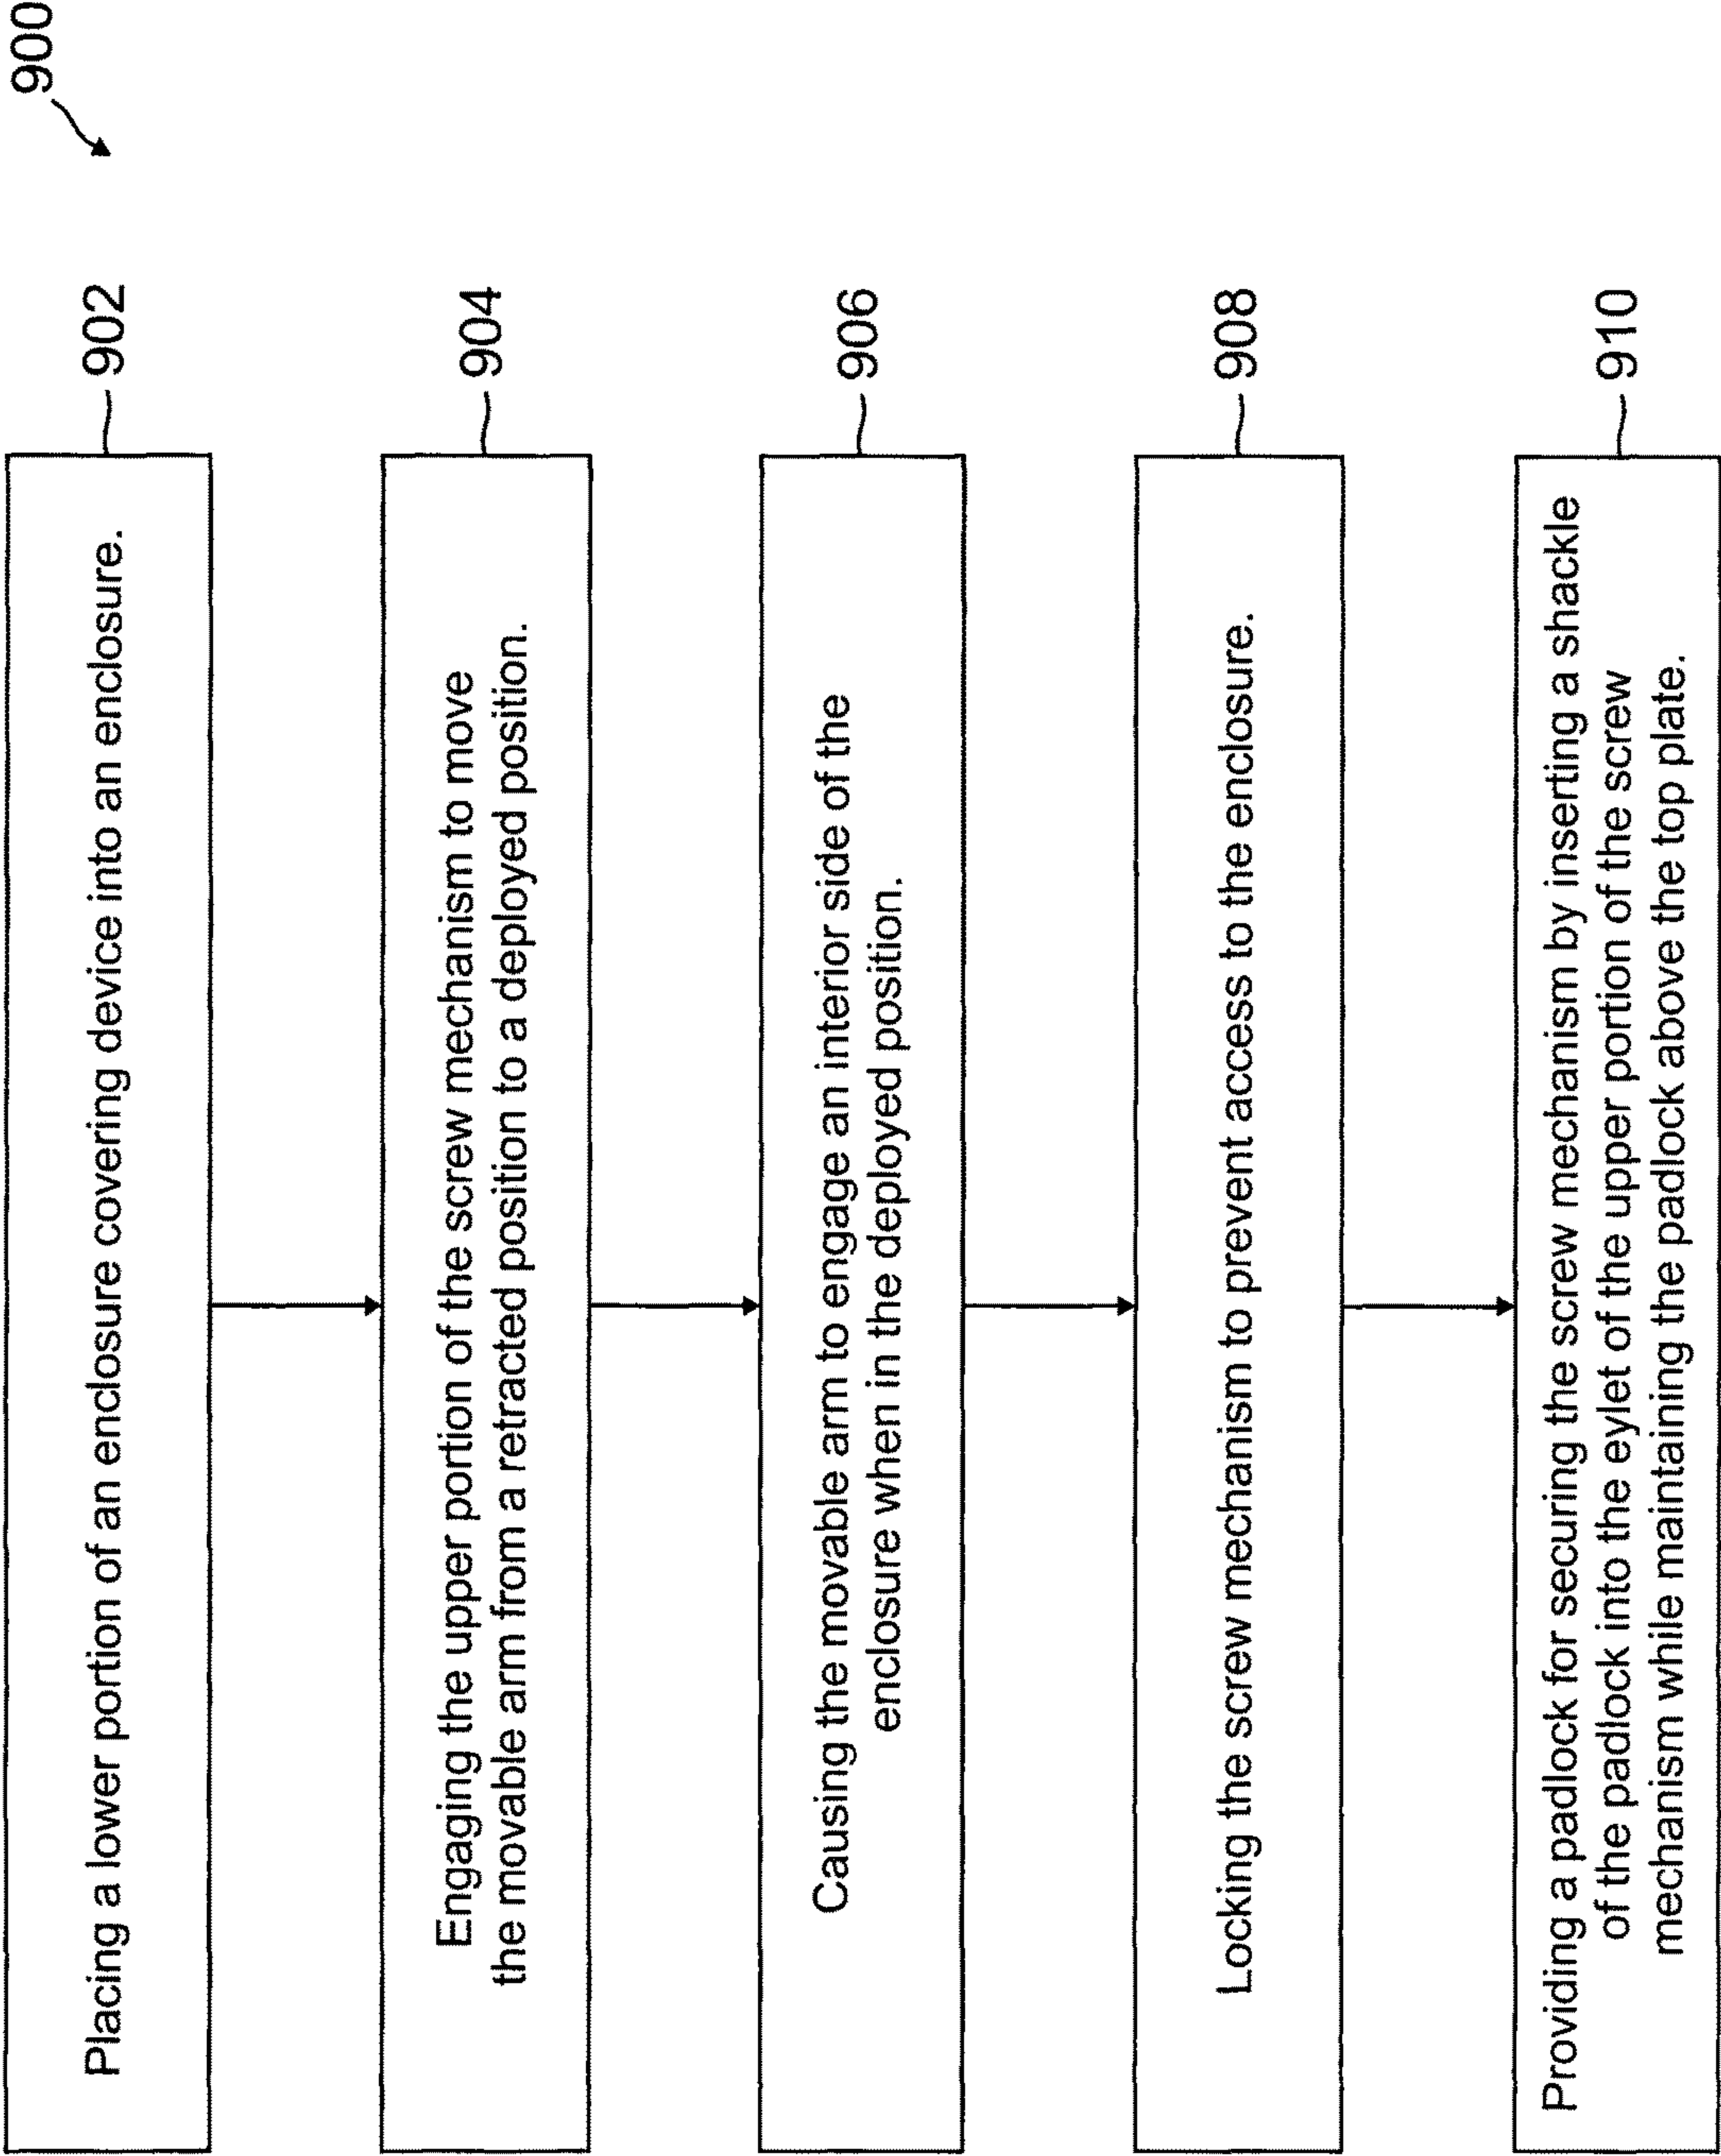 900
Placing a lower portion of an enclosure covering device into an enclosure.
902
Engaging the upper portion of the screw mechanism to move
the movable arm from a retracted position to a deployed position.
904
Causing the movable arm to engage an interior side of the
enclosure when in the deployed position.
906
Locking the screw mechanism to prevent access to the enclosure.
908
Providing a padlock for securing the screw mechanism by inserting a shackle
of the padlock into the eylet of the upper portion of the screw
mechanism while maintaining the padlock above the top plate.
910